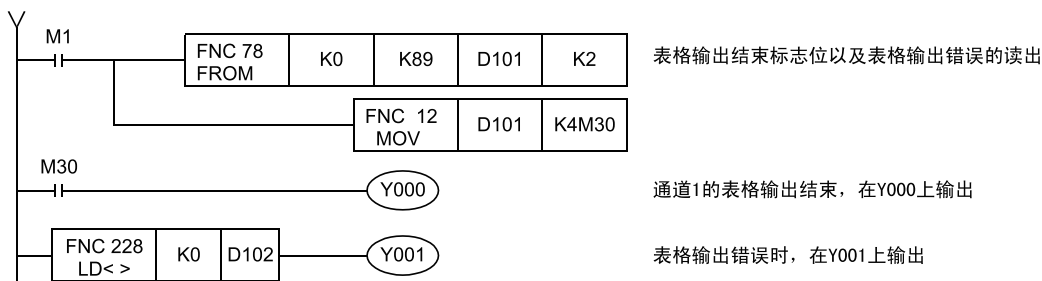 M1
FNC 78 FROM K0 K89 D101 K2 表格输出结束标志位以及表格输出错误的读出
FNC 12 MOV D101 K4M30
M30
Y000 通道1的表格输出结束，在Y000上输出
FNC 228 LD< > K0 D102 Y001 表格输出错误时，在Y001上输出